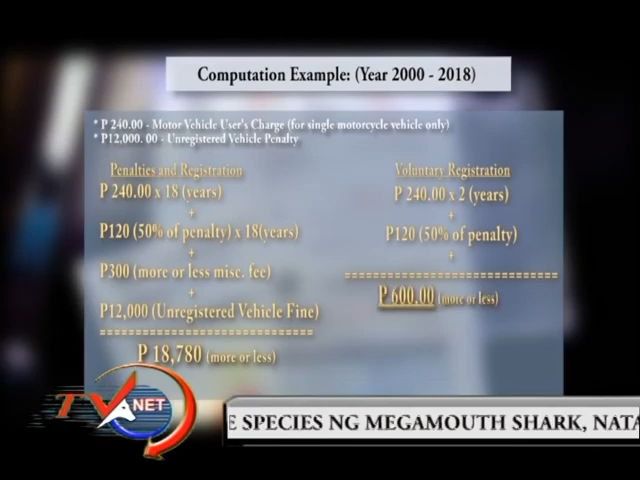 Computation Example: (Year 2000 - 2018)
* P 240.00 - Motor Vehicle User's Charge (for single motorcycle vehicle only)
* P12,000. 00 - Unregistered Vehicle Penalty
Penalties and Registration
P 240.00 x 18 (years)
+
P120 (50% of penalty) x 18(years)
+
P300 (more or less misc. fee)
+
P12,000 (Unregistered Vehicle Fine)
============================
P 18,780 (more or less)
Voluntary Registration
P 240.00 x 2 (years)
+
P120 (50% of penalty)
+
============================
P 600.00 (more or less)
TV NET
E SPECIES NG MEGAMOUTH SHARK, NATA